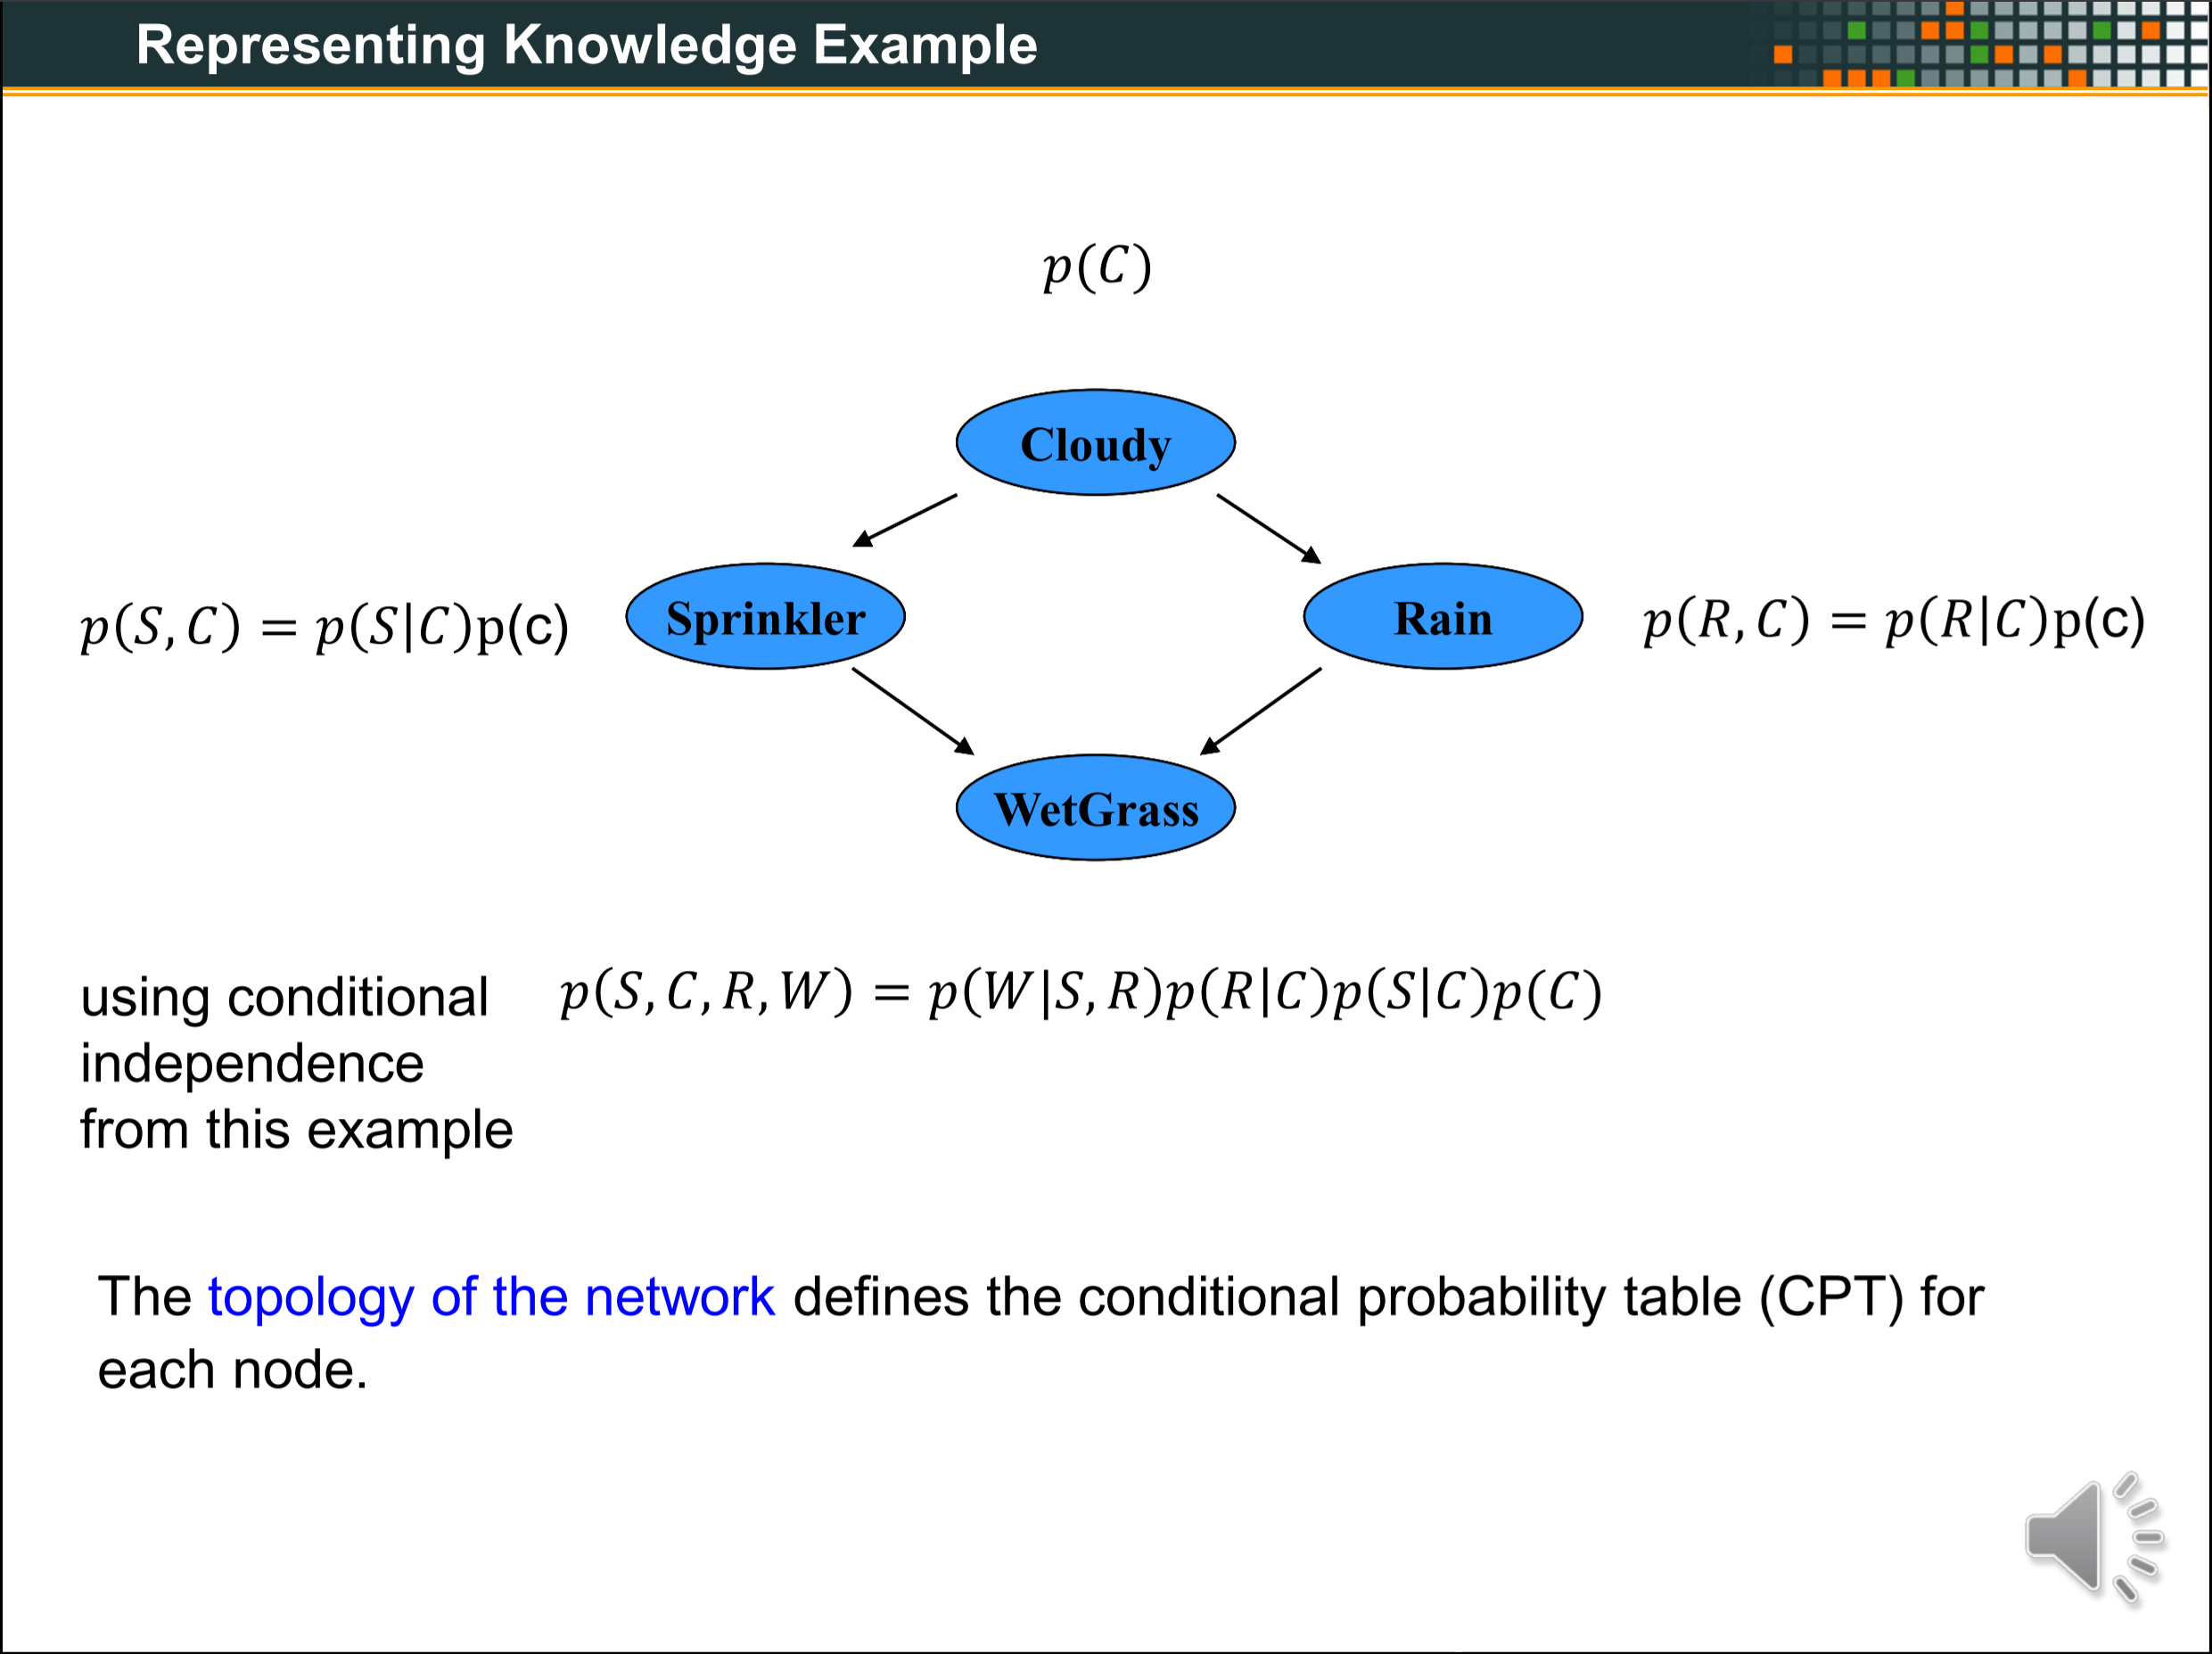 Representing Knowledge Example
p(C)
Cloudy
p(S, C) = p(S|C)p(c)
Sprinkler
Rain
p(R, C) = p(R|C)p(c)
WetGrass
using conditional
independence
from this example
p(S, C, R, W) = p(W|S, R)p(R|C)p(S|C)p(C)
The topology of the network defines the conditional probability table (CPT) for
each node.